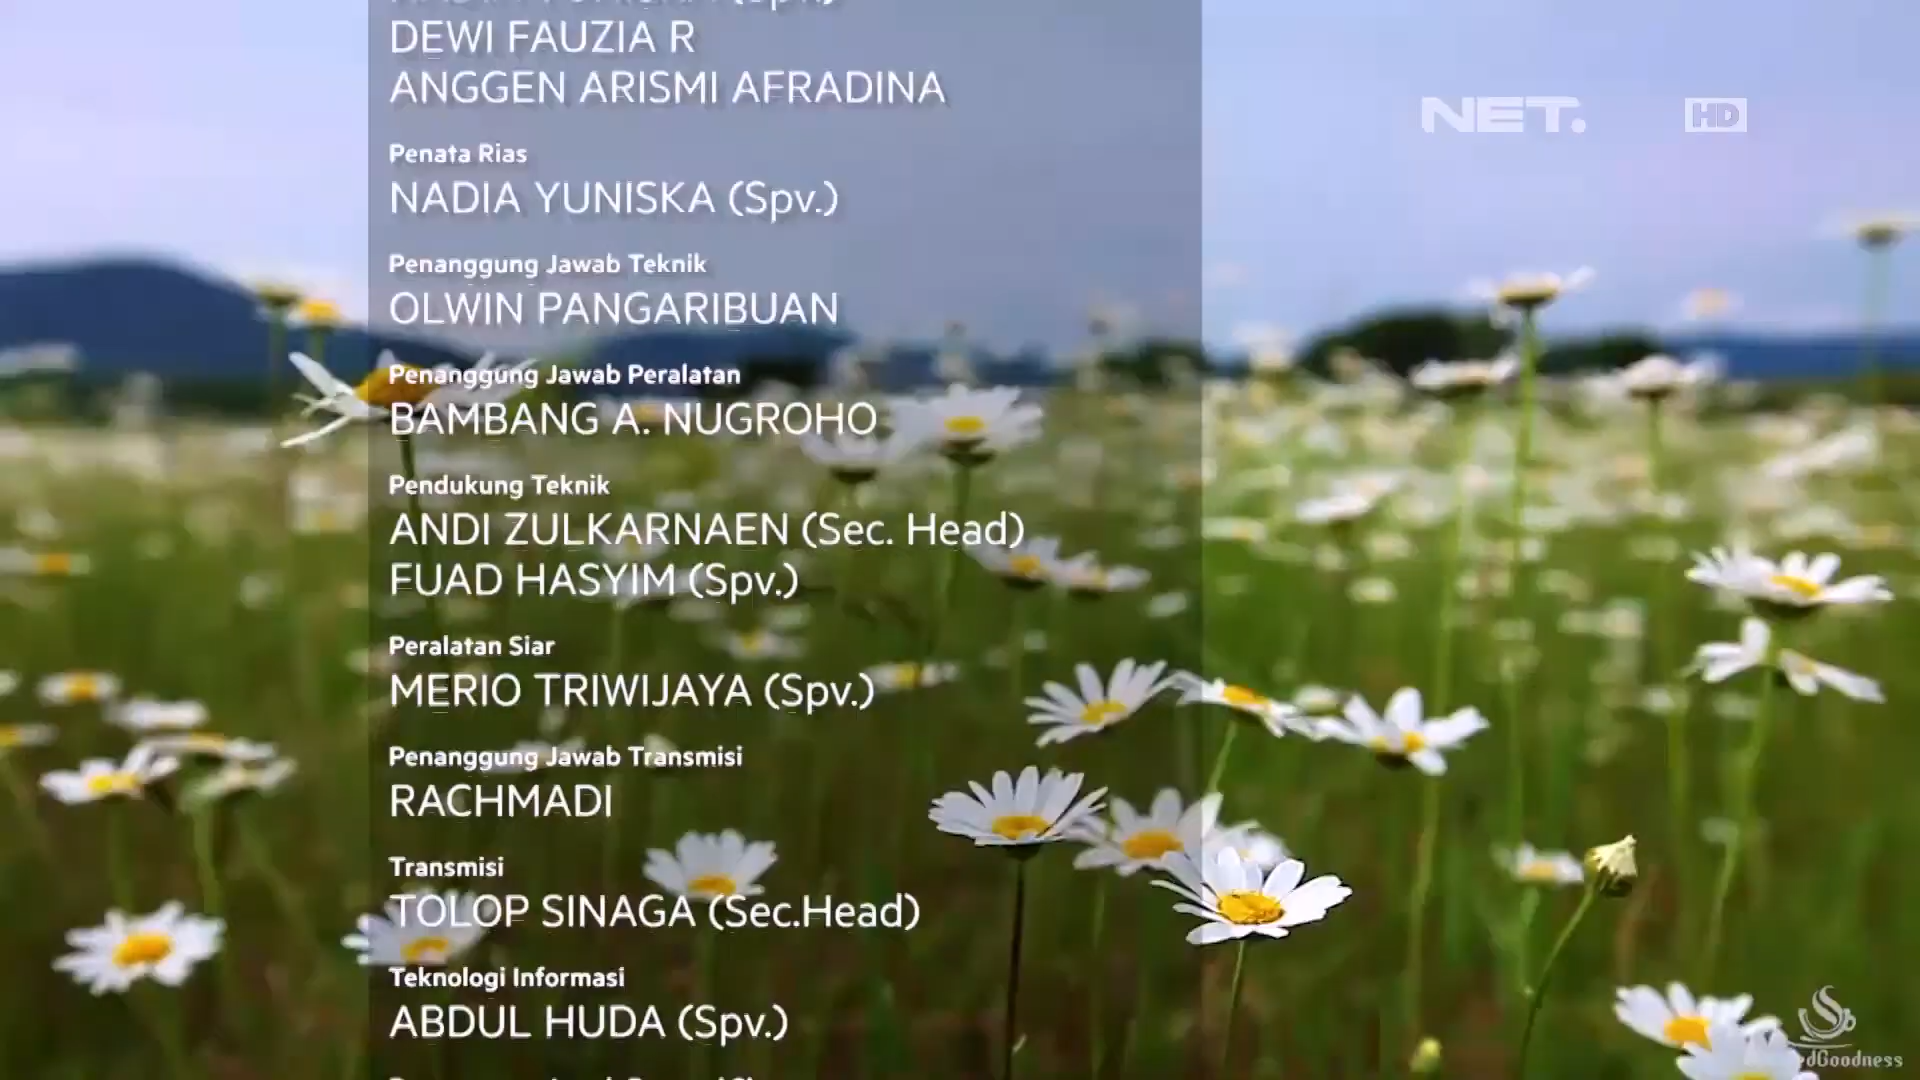 DEWI FAUZIA R
ANGGEN ARISMI AFRADINA
Penata Rias
NADIA YUNISKA (Spv.)
Penanggung Jawab Teknik
OLWIN PANGARIBUAN
Penanggung Jawab Peralatan
BAMBANG A. NUGROHO
Pendukung Teknik
ANDI ZULKARNAEN (Sec. Head)
FUAD HASYIM (Spv.)
Peralatan Siar
MERIO TRIWIJAYA (Spv.)
Penanggung Jawab Transmisi
RACHMADI
Transmisi
TOLOP SINAGA (Sec.Head)
Teknologi Informasi
ABDUL HUDA (Spv.)
NET.
HD